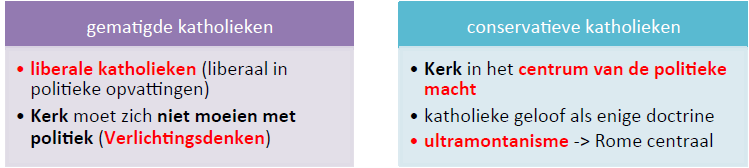 gematigde katholieken
• liberale katholieken (liberaal in
politieke opvattingen)
• Kerk moet zich niet moeien met
politiek (Verlichtingsdenken)
conservatieve katholieken
• Kerk in het centrum van de politieke
macht
• katholieke geloof als enige doctrine
• ultramontanisme -> Rome centraal